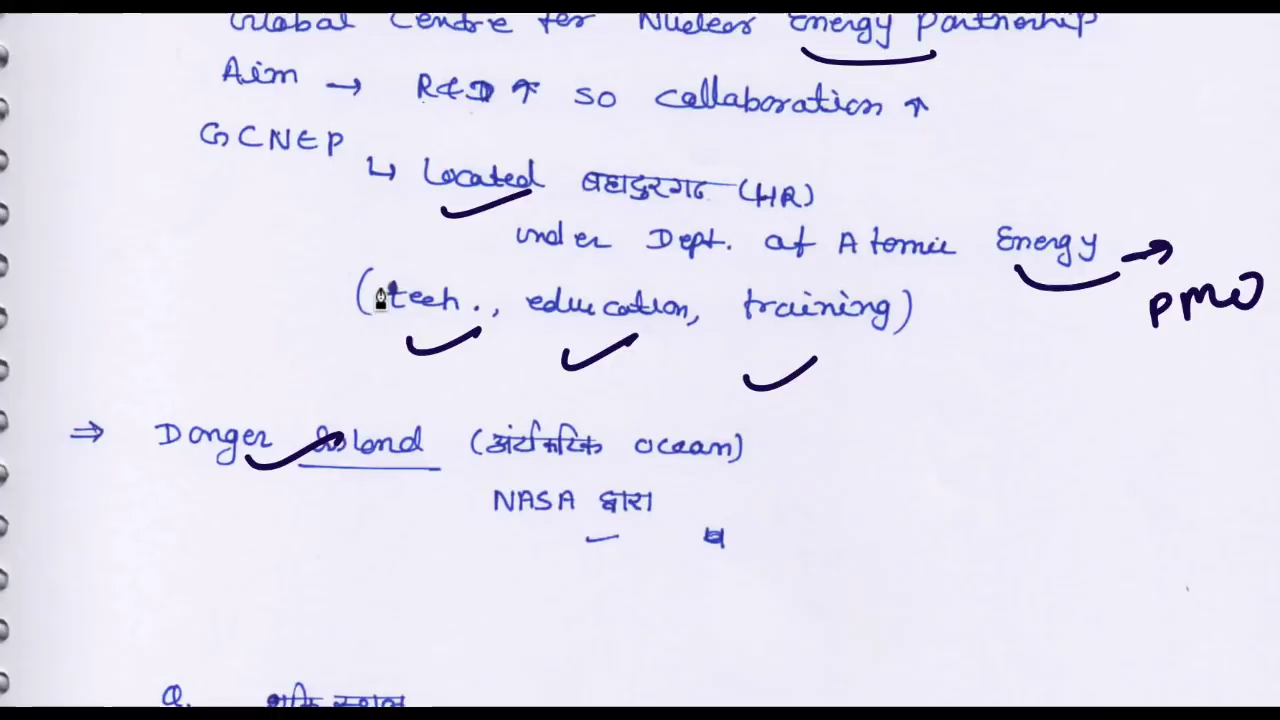 Global Centre for Nuclear Energy Partnership
Aim → R&D ↑ so collaboration ↑
GCNEP
↳ Located बहादुरगढ (HR)
under Dept. of Atomic Energy →
PMO
(tech., education, training)
⇒ Danger Island (अंर्टाकटिक ocean)
NASA द्वारा
Q.